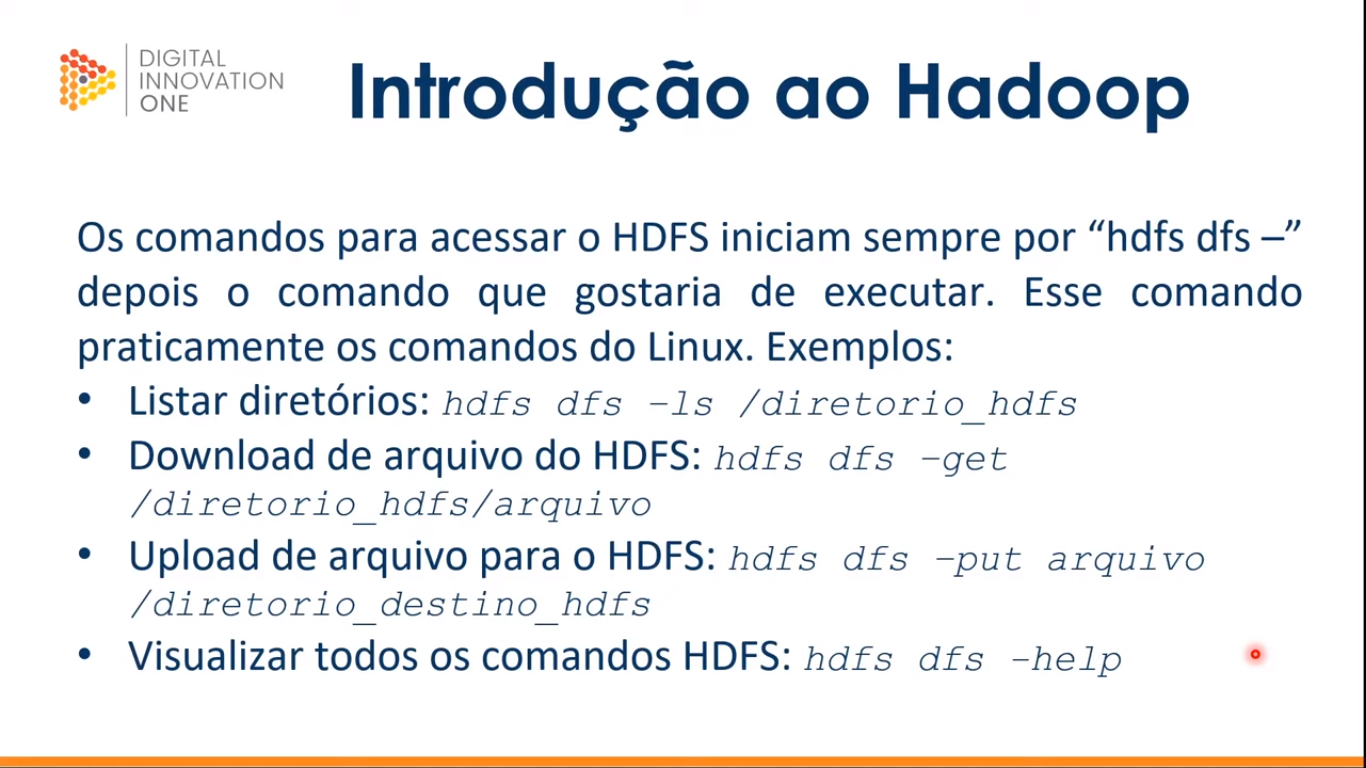 DIGITAL
INNOVATION
ONE
Introdução ao Hadoop
Os comandos para acessar o HDFS iniciam sempre por “hdfs dfs –”
depois o comando que gostaria de executar. Esse comando
praticamente os comandos do Linux. Exemplos:
• Listar diretórios: hdfs dfs –ls /diretorio_hdfs
• Download de arquivo do HDFS: hdfs dfs –get
/diretorio_hdfs/arquivo
• Upload de arquivo para o HDFS: hdfs dfs –put arquivo
/diretorio_destino_hdfs
• Visualizar todos os comandos HDFS: hdfs dfs -help